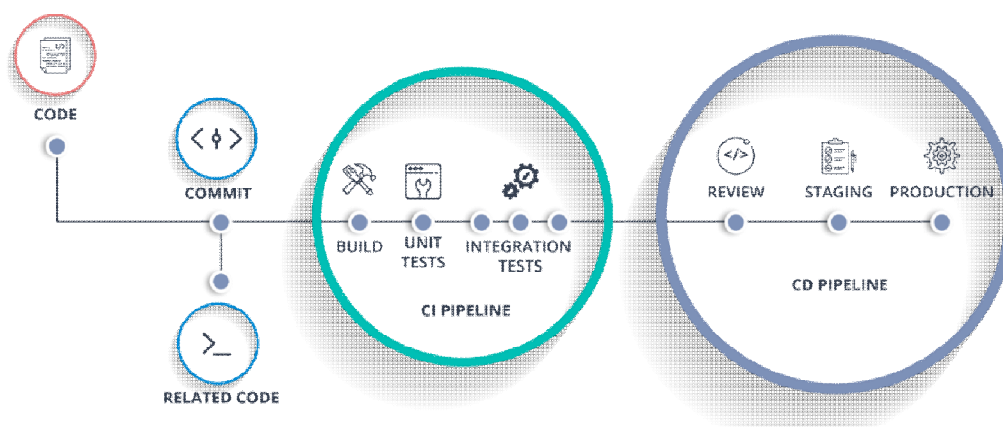 CODE
COMMIT
RELATED CODE
BUILD
UNIT
TESTS
INTEGRATION
TESTS
CI PIPELINE
REVIEW
STAGING
PRODUCTION
CD PIPELINE